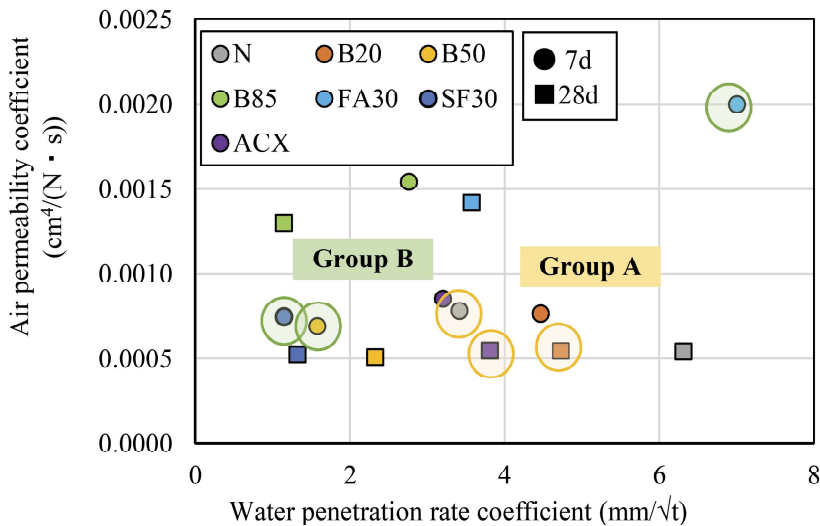 Air permeability coefficient
(cm⁴/(N・s))
0.0025
0.0020
0.0015
0.0010
0.0005
0.0000
N
B20
B50
B85
FA30
SF30
ACX
7d
28d
Group B
Group A
0
2
4
6
8
Water penetration rate coefficient (mm/√t)